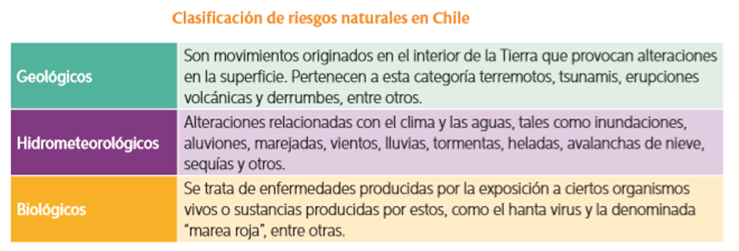 Clasificación de riesgos naturales en Chile
Geológicos
Son movimientos originados en el interior de la Tierra que provocan alteraciones
en la superficie. Pertenecen a esta categoría terremotos, tsunamis, erupciones
volcánicas y derrumbes, entre otros.
Hidrometeorológicos
Alteraciones relacionadas con el clima y las aguas, tales como inundaciones,
aluviones, marejadas, vientos, lluvias, tormentas, heladas, avalanchas de nieve,
sequías y otros.
Biológicos
Se trata de enfermedades producidas por la exposición a ciertos organismos
vivos o sustancias producidas por estos, como el hanta virus y la denominada
“marea roja”, entre otras.